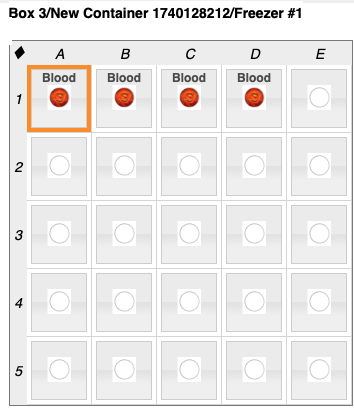 Box 3/New Container 1740128212/Freezer #1
A B C D E
1 Blood Blood Blood Blood
2
3
4
5